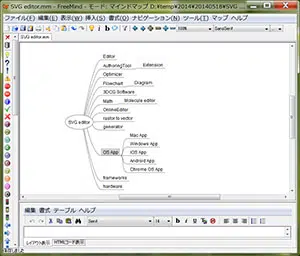 SVG editor.mm - FreeMind - モード: マインドマップ D:¥temp¥2014¥20140518¥SVG
ファイル(F) 編集(E) 表示(W) 挿入(S) 書式(O) ナビゲーション(N) ツール(T) マップ ヘルプ
100% SansSerif
SVG editor.mm
Editor
AuthoringTool Extension
Optimizer
Flowchart Diagram
3DCG Software
Math Molecule editor
OnlineEditor
raster to vector
generator
SVG editor
OS App
Mac App
Windows App
iOS App
Android App
Chrome OS App
frameworks
hardware
編集 書式 テーブル ヘルプ
Serif 14 b i U
レイアウト表示 HTMLコード表示